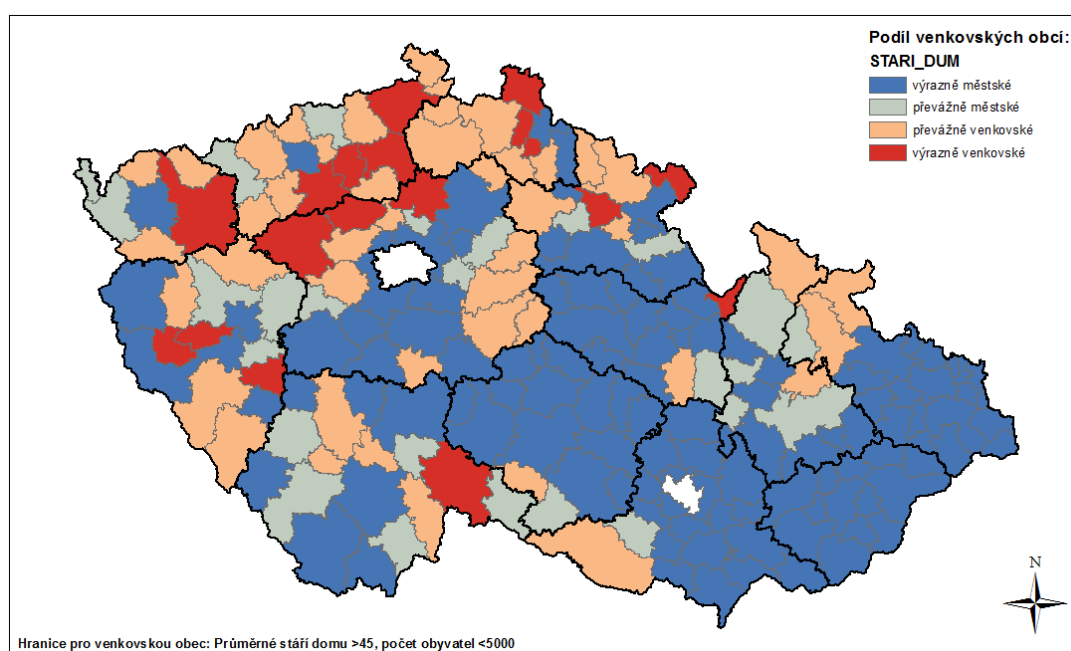 Podíl venkovských obcí:
STARI_DUM
výrazně městské
převážně městské
převážně venkovské
výrazně venkovské
N
Hranice pro venkovskou obec: Průměrné stáří domu >45, počet obyvatel <5000